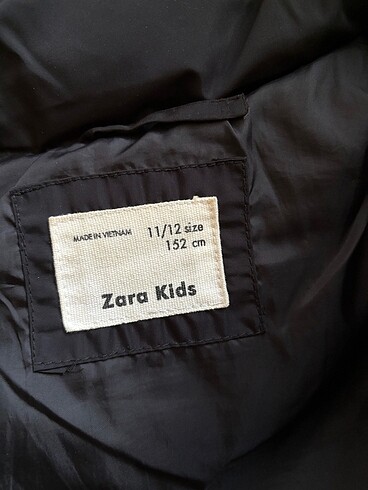 MADE IN VIETNAM 11/12 size
152 cm
Zara Kids